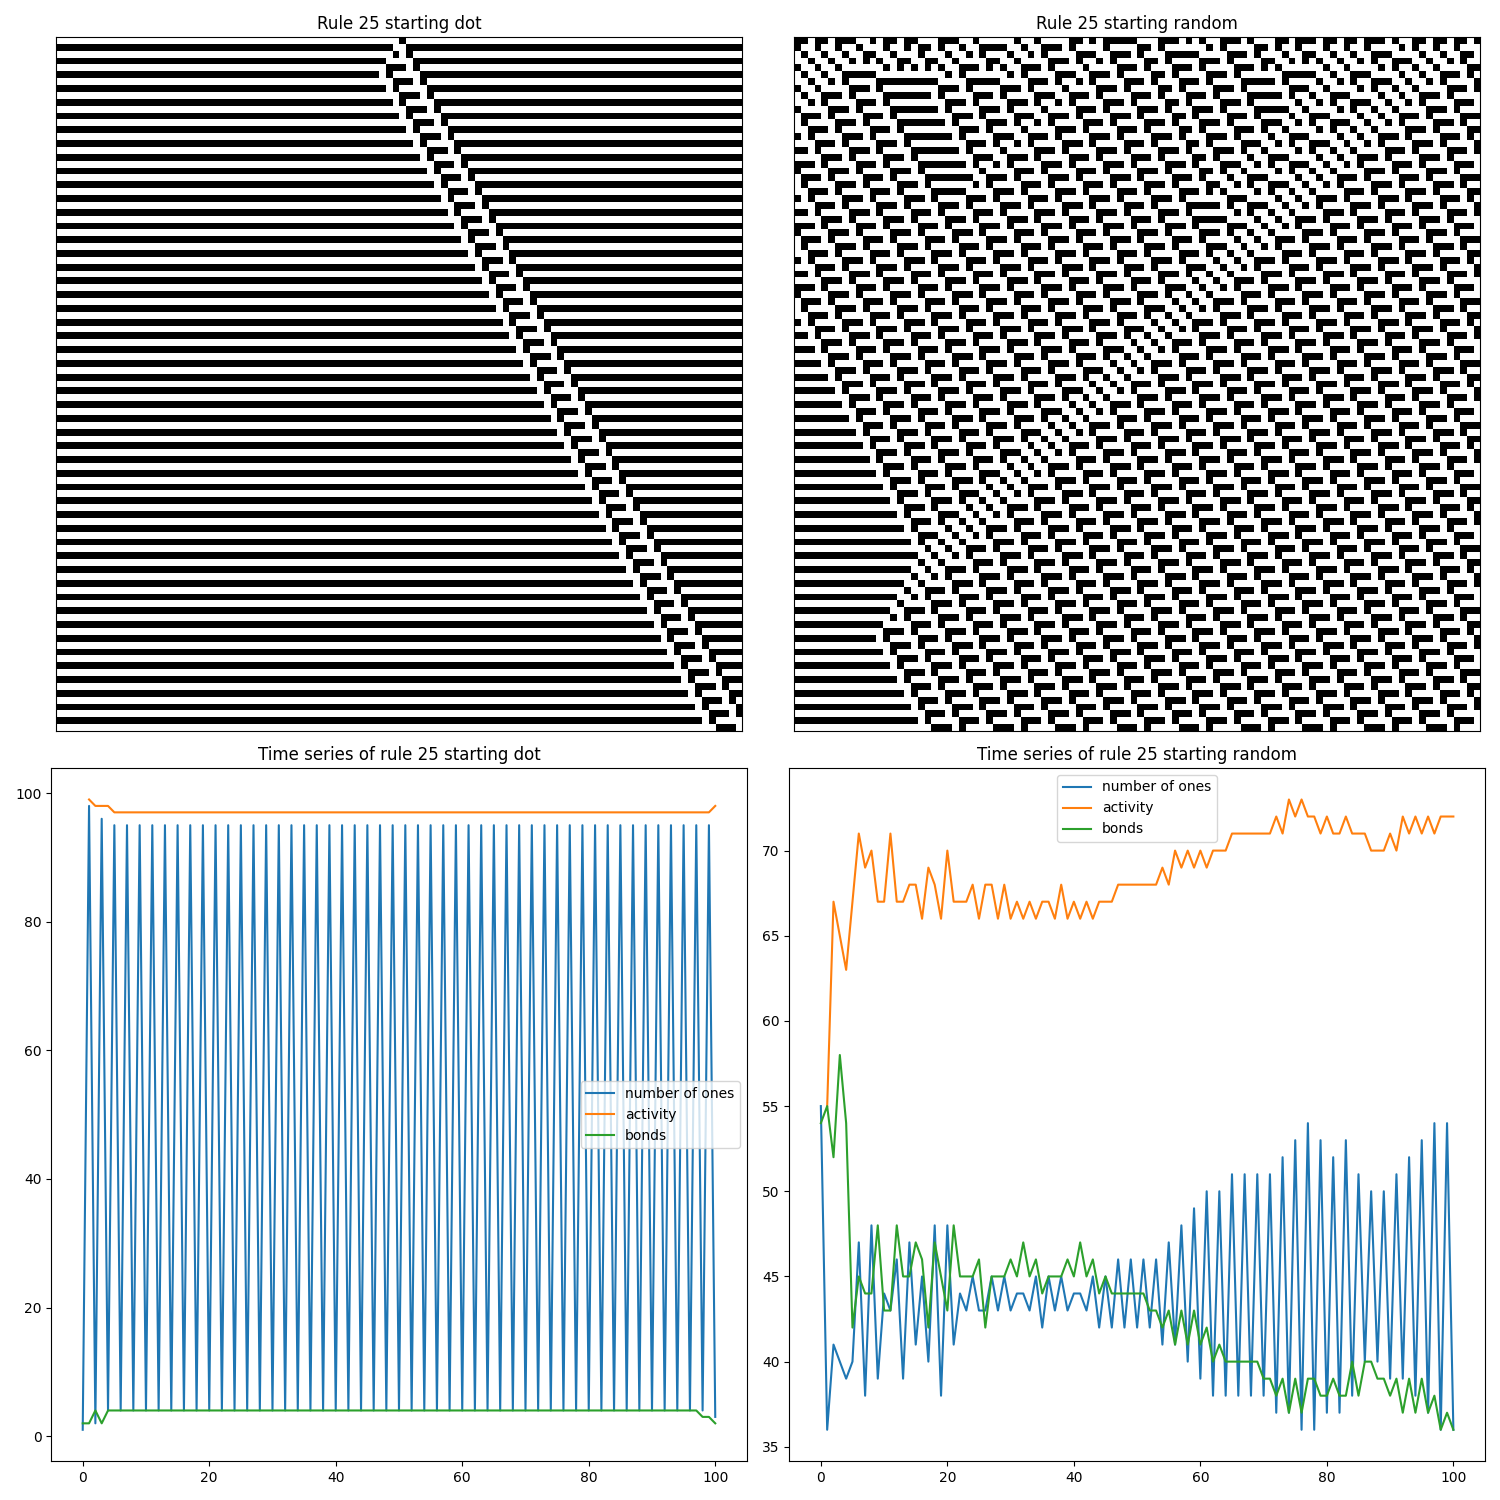 Rule 25 starting dot
Rule 25 starting random
Time series of rule 25 starting dot
100
80
60
40
20
0
number of ones
activity
bonds
0
20
40
60
80
100
Time series of rule 25 starting random
number of ones
activity
bonds
70
65
60
55
50
45
40
35
0
20
40
60
80
100